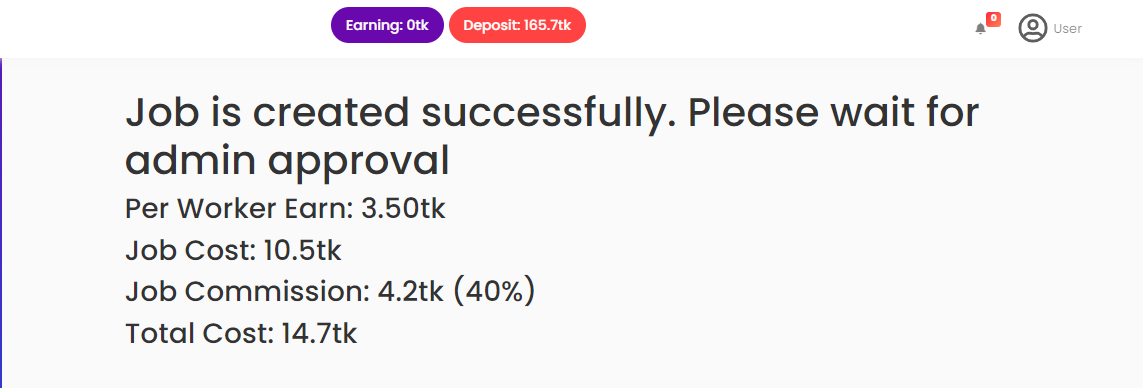 Earning: 0tk Deposit: 165.7tk 0 User
Job is created successfully. Please wait for
admin approval
Per Worker Earn: 3.50tk
Job Cost: 10.5tk
Job Commission: 4.2tk (40%)
Total Cost: 14.7tk